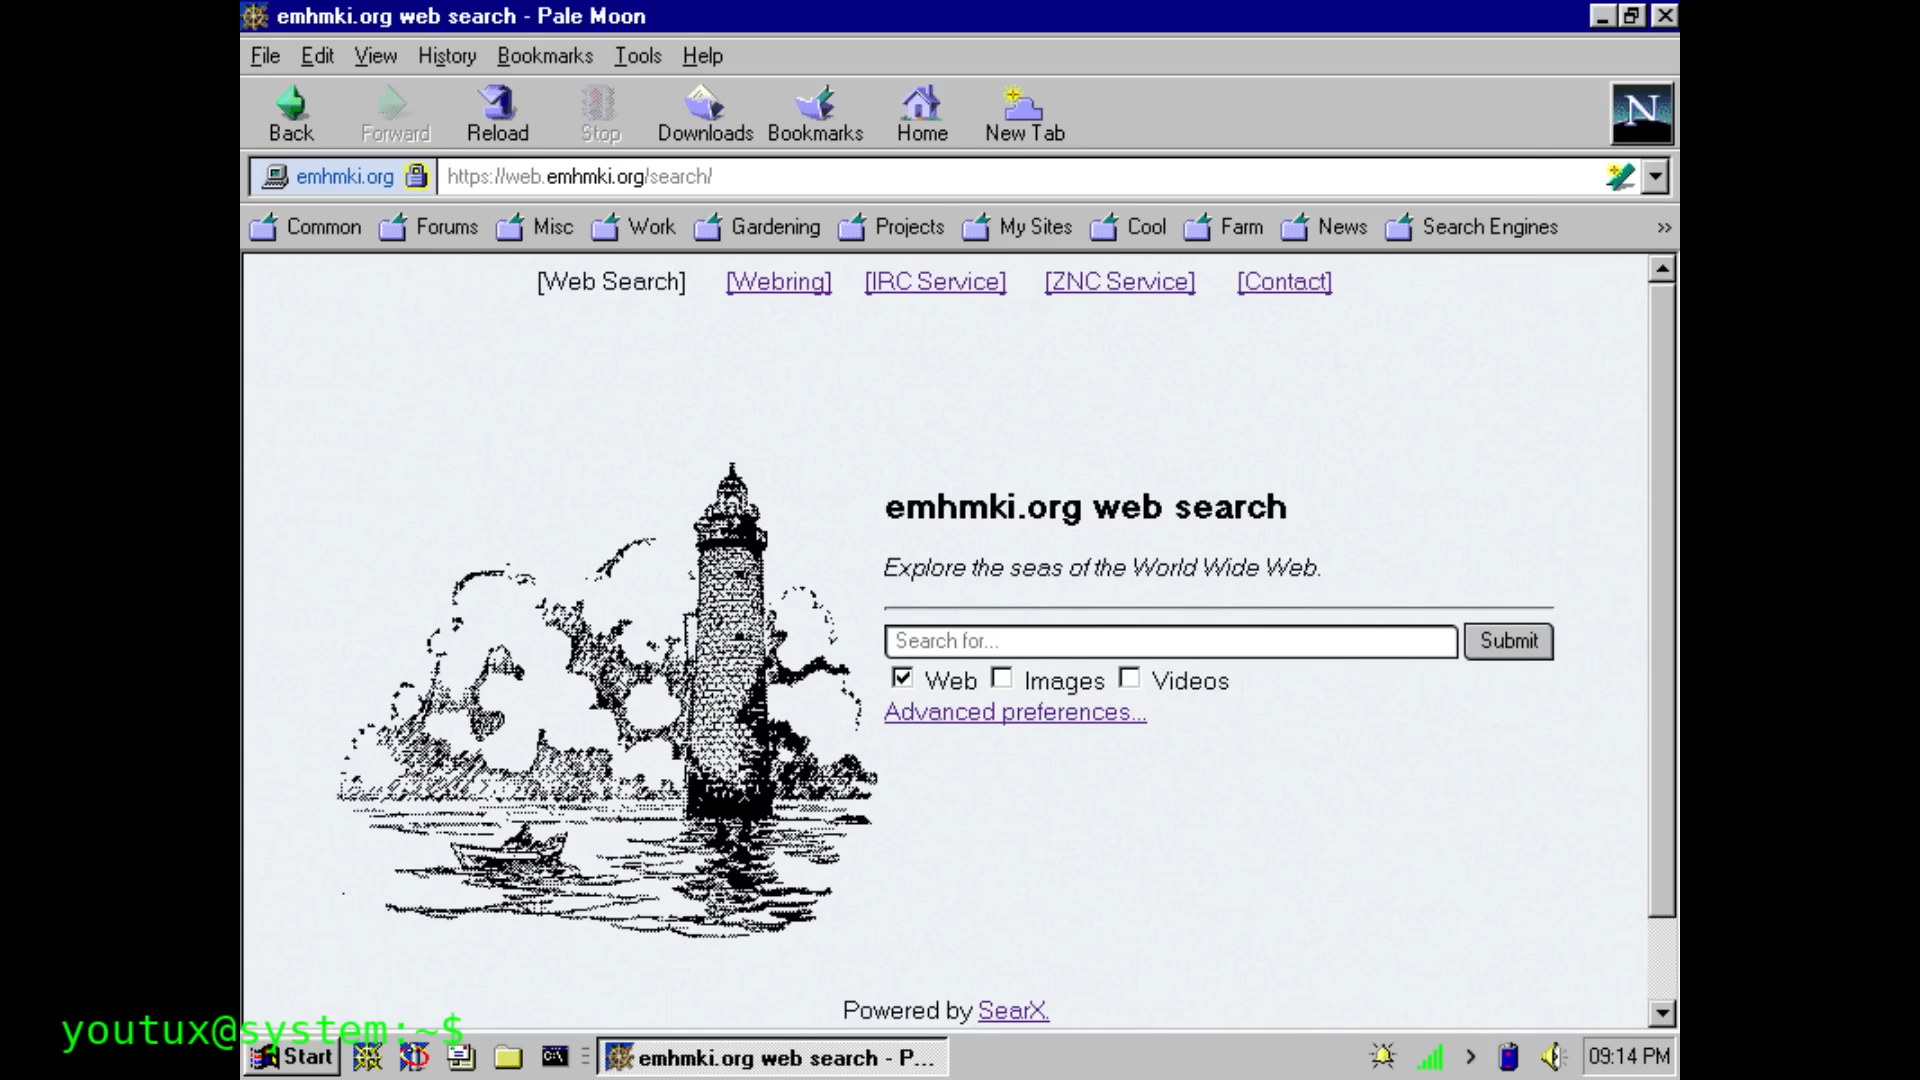 emhmki.org web search - Pale Moon
File Edit View History Bookmarks Tools Help
Back Forward Reload Stop Downloads Bookmarks Home New Tab
N
emhmki.org https://web.emhmki.org/search/
Common Forums Misc Work Gardening Projects My Sites Cool Farm News Search Engines »
[Web Search] [Webring] [IRC Service] [ZNC Service] [Contact]
emhmki.org web search
Explore the seas of the World Wide Web.
Search for... Submit
Web Images Videos
Advanced preferences...
Powered by SearX.
youtux@system:~$
Start emhmki.org web search - P... 09:14 PM